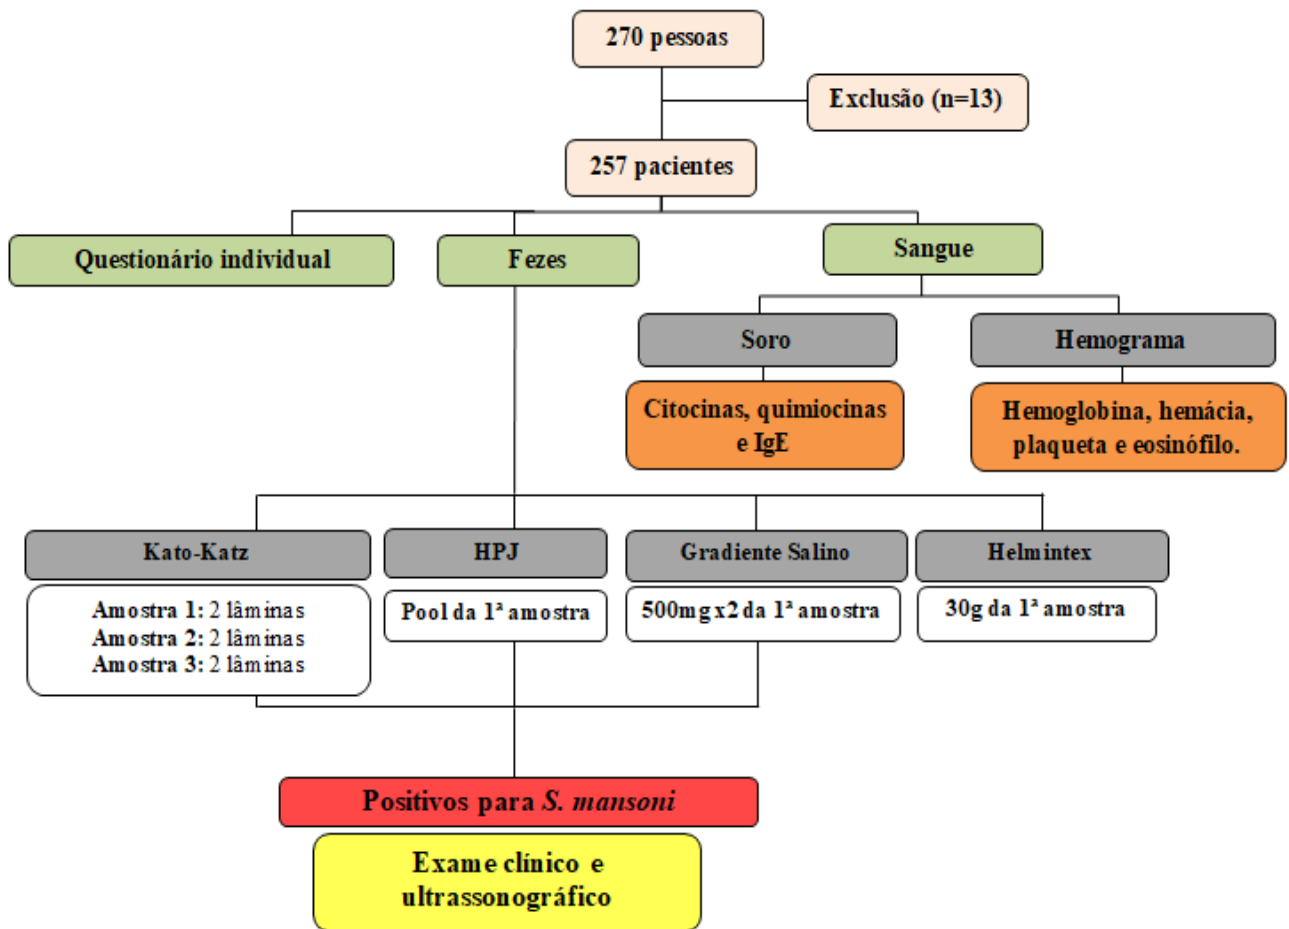 270 pessoas
Exclusão (n=13)
257 pacientes
Questionário individual
Fezes
Sangue
Soro
Hemograma
Citocinas, quimiocinas
e IgE
Hemoglobina, hemácia,
plaqueta e eosinófilo.
Kato-Katz
HPJ
Gradiente Salino
Helmintex
Amostra 1: 2 lâminas
Amostra 2: 2 lâminas
Amostra 3: 2 lâminas
Pool da 1ª amostra
500mg x2 da 1ª amostra
30g da 1ª amostra
Positivos para S. mansoni
Exame clínico e
ultrassonográfico